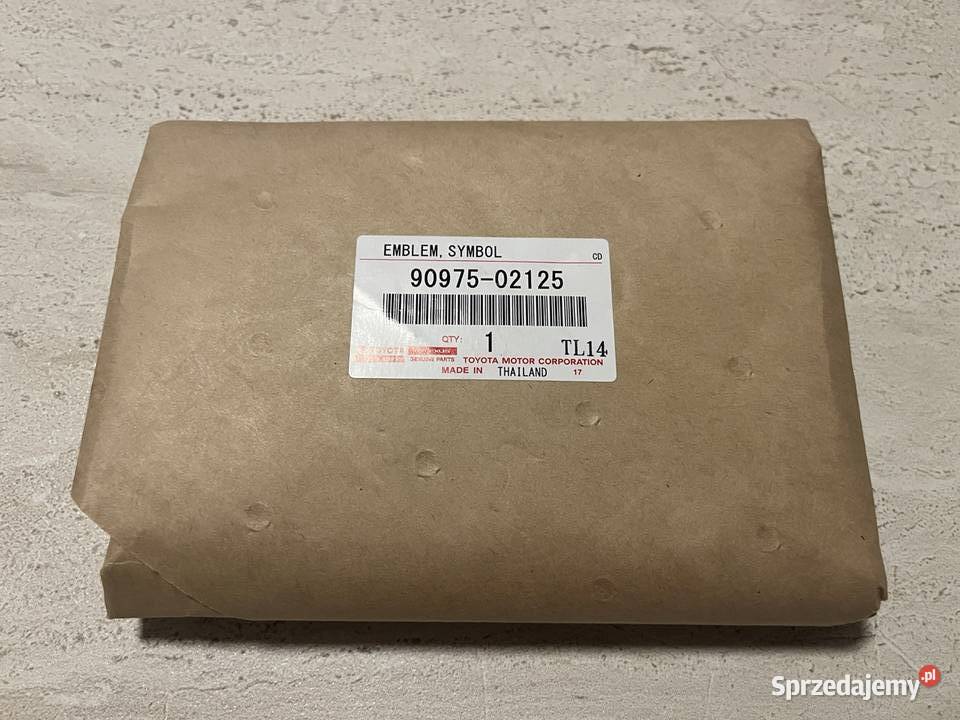 EMBLEM, SYMBOL
CD
90975-02125
QTY: 1
TL14
TOYOTA
GENUINE PARTS TOYOTA MOTOR CORPORATION
MADE IN THAILAND 17
Sprzedajemy.pl